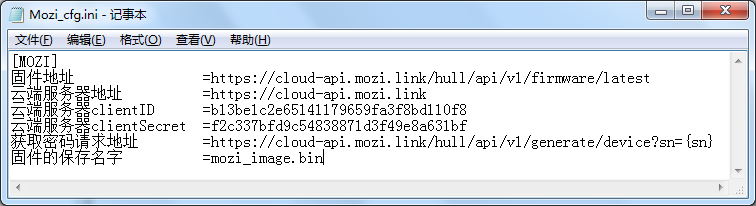 Mozi_cfg.ini - 记事本
文件(F) 编辑(E) 格式(O) 查看(V) 帮助(H)
[MOZI]
固件地址 =https://cloud-api.mozi.link/hull/api/v1/firmware/latest
云端服务器地址 =https://cloud-api.mozi.link
云端服务器clientID =b13be1c2e65141179659fa3f8bd110f8
云端服务器clientSecret =f2c337bfd9c54838871d3f49e8a631bf
获取密码请求地址 =https://cloud-api.mozi.link/hull/api/v1/generate/device?sn={sn}
固件的保存名字 =mozi_image.bin